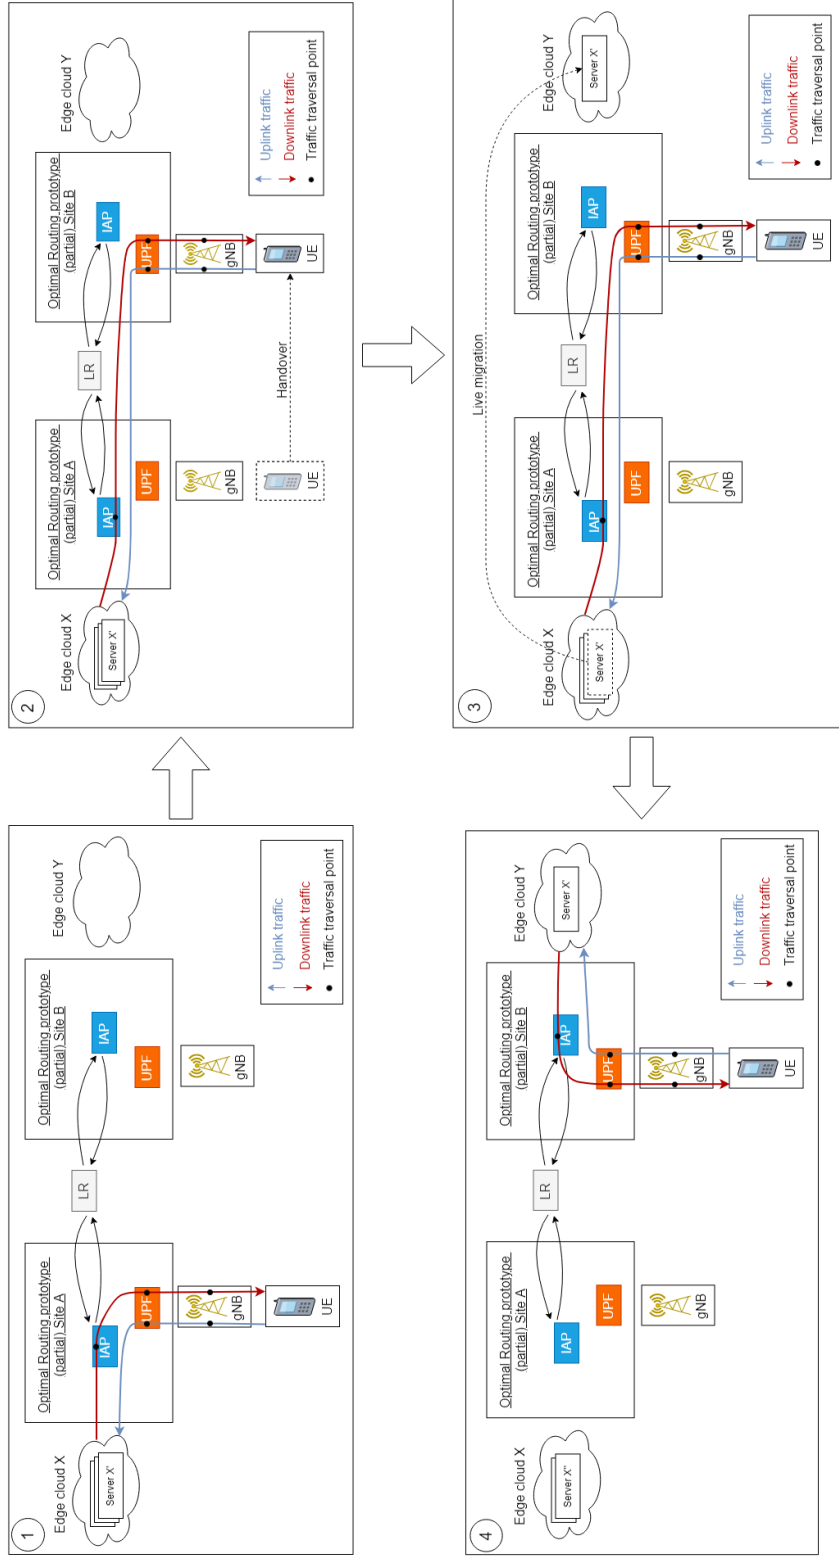 1
Edge cloud X
Server X'
Optimal Routing prototype
(partial) Site A
IAP
UPF
gNB
UE
LR
Optimal Routing prototype
(partial) Site B
IAP
UPF
gNB
Edge cloud Y
Uplink traffic
Downlink traffic
Traffic traversal point
2
Edge cloud X
Server X'
Optimal Routing prototype
(partial) Site A
IAP
UPF
gNB
UE
Handover
LR
Optimal Routing prototype
(partial) Site B
IAP
UPF
gNB
UE
Edge cloud Y
Uplink traffic
Downlink traffic
Traffic traversal point
3
Live migration
Edge cloud X
Server X'
Optimal Routing prototype
(partial) Site A
IAP
UPF
gNB
LR
Optimal Routing prototype
(partial) Site B
IAP
UPF
gNB
UE
Edge cloud Y
Server X'
Uplink traffic
Downlink traffic
Traffic traversal point
4
Edge cloud X
Server X''
Optimal Routing prototype
(partial) Site A
IAP
UPF
gNB
LR
Optimal Routing prototype
(partial) Site B
IAP
UPF
gNB
UE
Edge cloud Y
Server X'
Uplink traffic
Downlink traffic
Traffic traversal point